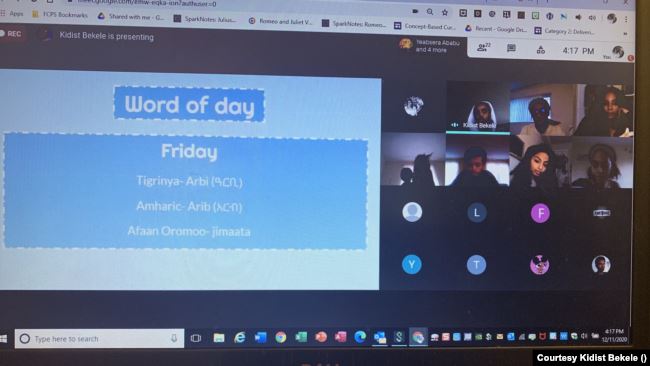 meet.google.com/emw-eqka-ion?authuser=0
Apps
FCPS Bookmarks
Shared with me - G...
SparkNotes: Julius...
Romeo and Juliet V...
SparkNotes: Romeo...
Concept-Based Cur...
Recent - Google Dri...
Category 2: Deliveri...
REC
Kidist Bekele is presenting
Yeabsera Ababu
and 4 more
22
4:17 PM
You
Word of day
Friday
Tigrinya- Arbi (ዓርቢ)
Amharic- Arib (አርብ)
Afaan Oromoo- jimaata
Kidist Bekele
L
F
Y
T
Type here to search
4:17 PM
12/11/2020
Courtesy Kidist Bekele ()